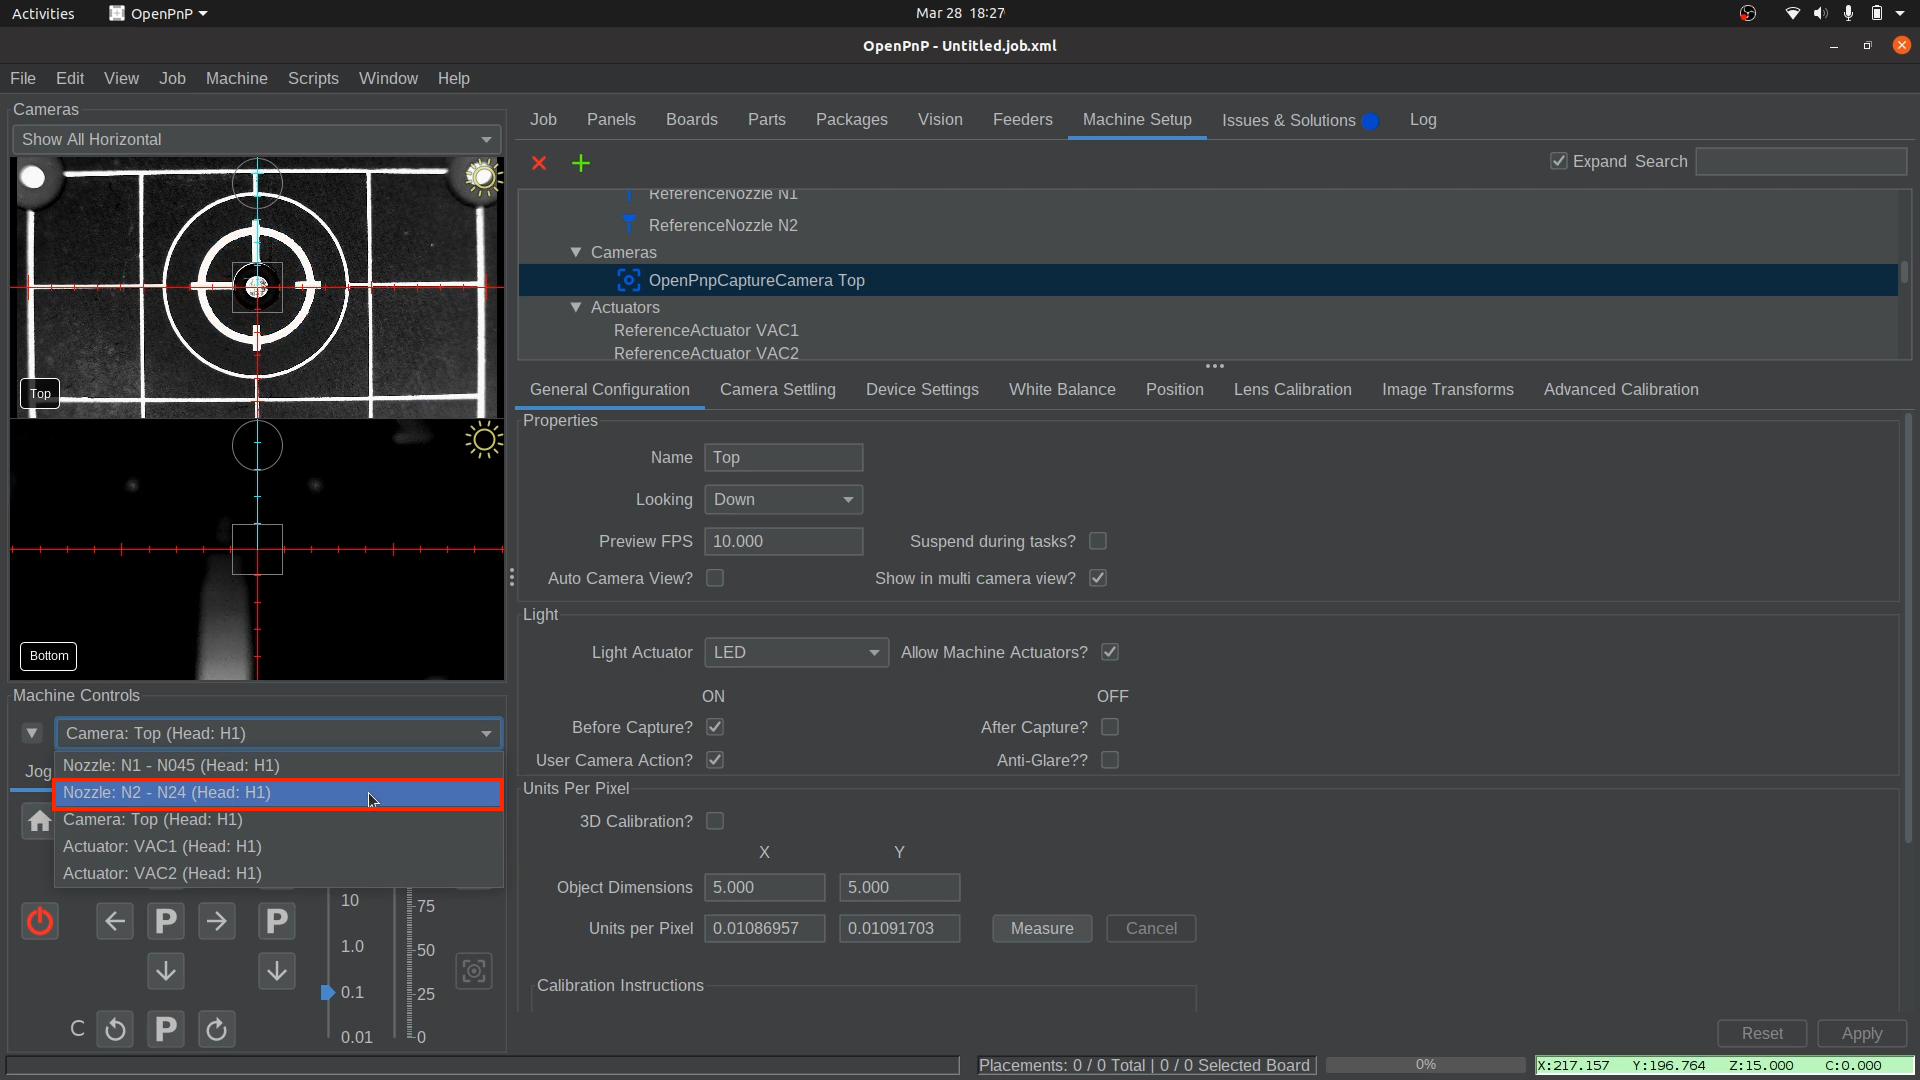 Activities
OpenPnP
Mar 28 18:27
OpenPnP - Untitled.job.xml
File Edit View Job Machine Scripts Window Help
Cameras
Show All Horizontal
Top
Bottom
Machine Controls
Camera: Top (Head: H1)
Nozzle: N1 - N045 (Head: H1)
Jog
Nozzle: N2 - N24 (Head: H1)
Camera: Top (Head: H1)
Actuator: VAC1 (Head: H1)
Actuator: VAC2 (Head: H1)
10
1.0
0.1
0.01
75
50
25
0
P
P
C
P
Job Panels Boards Parts Packages Vision Feeders Machine Setup Issues & Solutions Log
Expand Search
ReferenceNozzle N1
ReferenceNozzle N2
Cameras
OpenPnpCaptureCamera Top
Actuators
ReferenceActuator VAC1
ReferenceActuator VAC2
General Configuration Camera Settling Device Settings White Balance Position Lens Calibration Image Transforms Advanced Calibration
Properties
Name Top
Looking Down
Preview FPS 10.000 Suspend during tasks?
Auto Camera View? Show in multi camera view?
Light
Light Actuator LED Allow Machine Actuators?
ON OFF
Before Capture? After Capture?
User Camera Action? Anti-Glare??
Units Per Pixel
3D Calibration?
X Y
Object Dimensions 5.000 5.000
Units per Pixel 0.01086957 0.01091703 Measure Cancel
Calibration Instructions
Reset Apply
Placements: 0 / 0 Total | 0 / 0 Selected Board 0% X:217.157 Y:196.764 Z:15.000 C:0.000